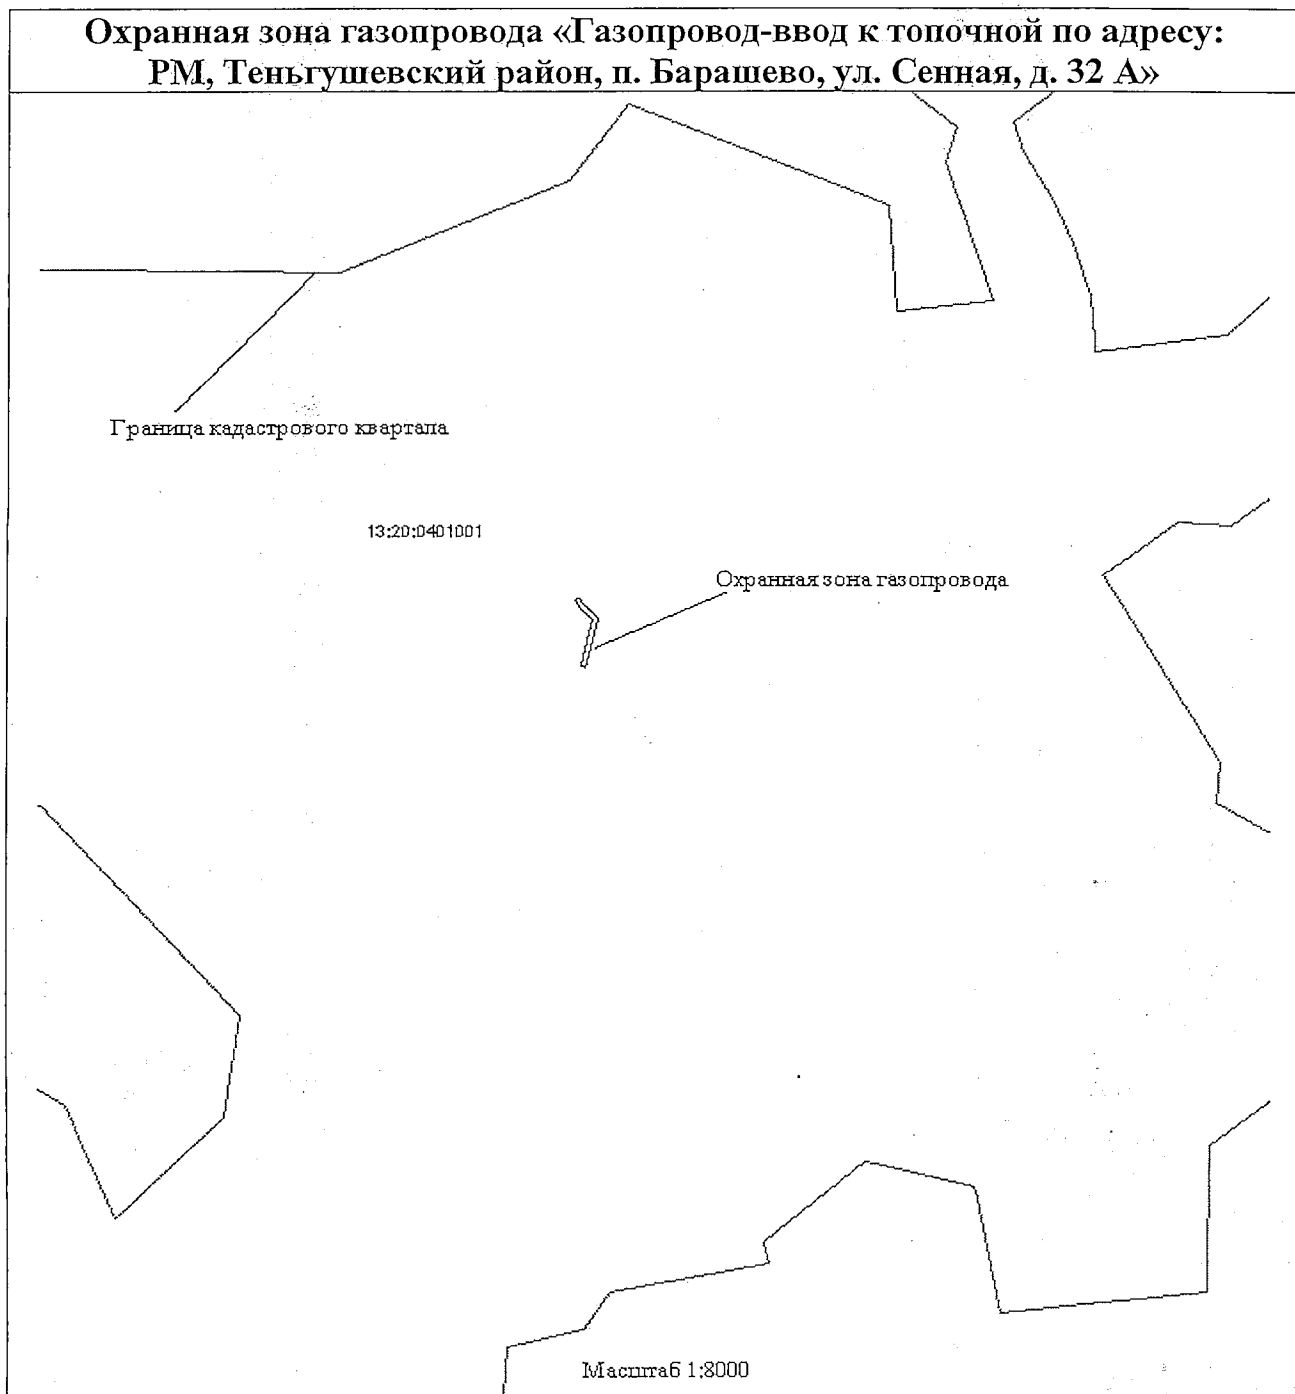 Охранная зона газопровода «Газопровод-ввод к топочной по адресу:
РМ, Теньгушевский район, п. Барашево, ул. Сенная, д. 32 А»
Граница кадастрового квартала
13:20:0401001
Охранная зона газопровода
Масштаб 1:8000